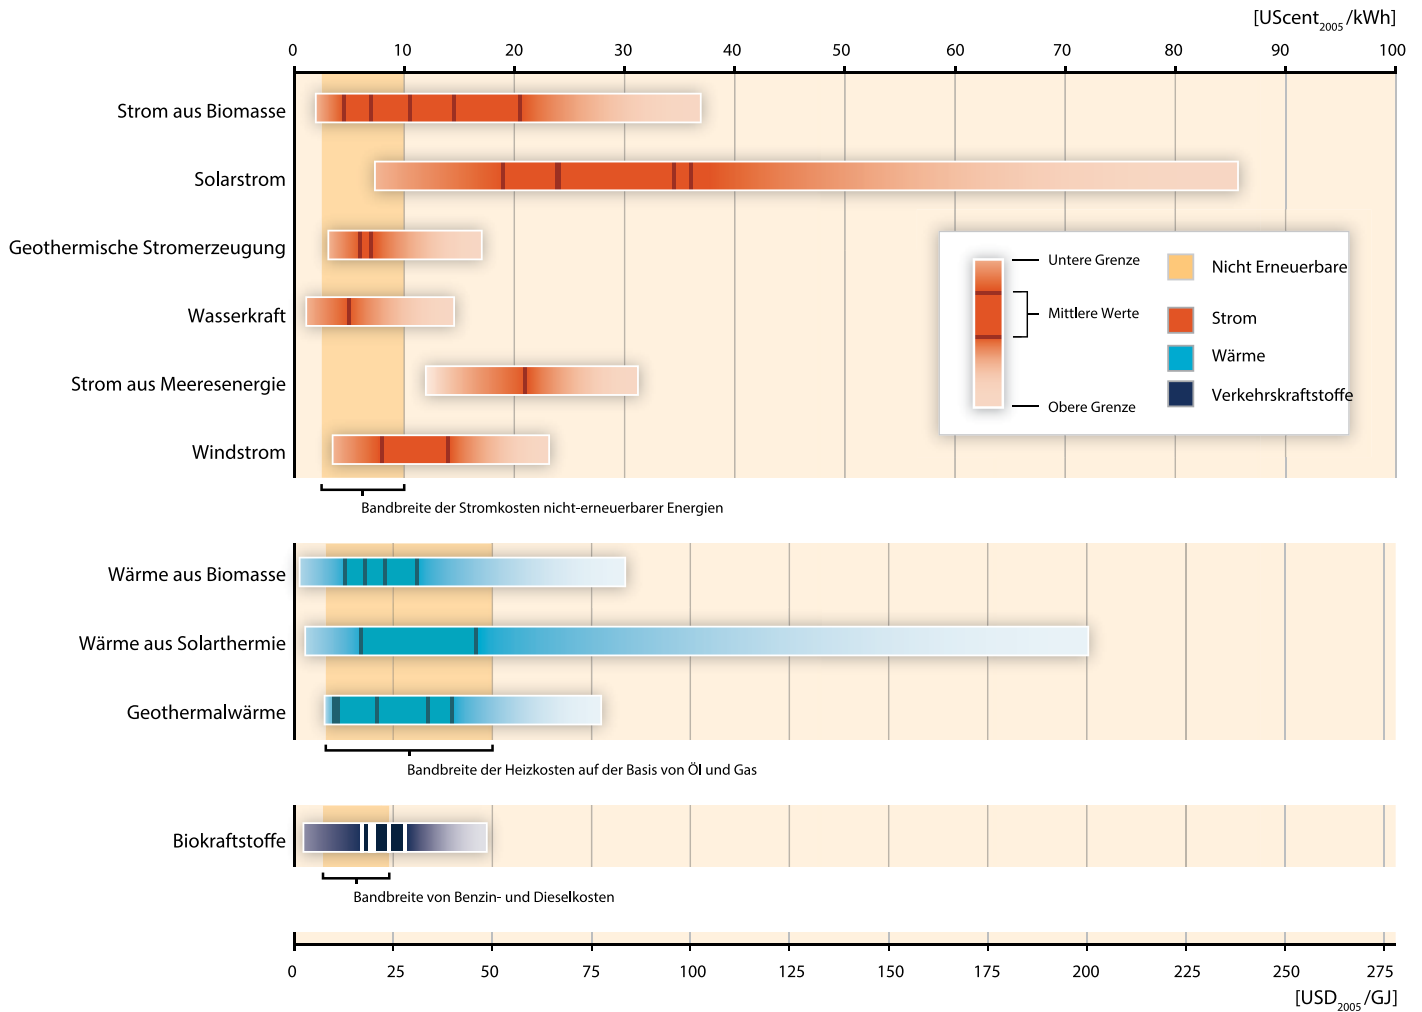 [UScent2005/kWh]
0 10 20 30 40 50 60 70 80 90 100
Strom aus Biomasse
Solarstrom
Geothermische Stromerzeugung
Wasserkraft
Strom aus Meeresenergie
Windstrom
Untere Grenze
Mittlere Werte
Obere Grenze
Nicht Erneuerbare
Strom
Wärme
Verkehrskraftstoffe
Bandbreite der Stromkosten nicht-erneuerbarer Energien
Wärme aus Biomasse
Wärme aus Solarthermie
Geothermalwärme
Bandbreite der Heizkosten auf der Basis von Öl und Gas
Biokraftstoffe
Bandbreite von Benzin- und Dieselkosten
0 25 50 75 100 125 150 175 200 225 250 275
[USD2005/GJ]